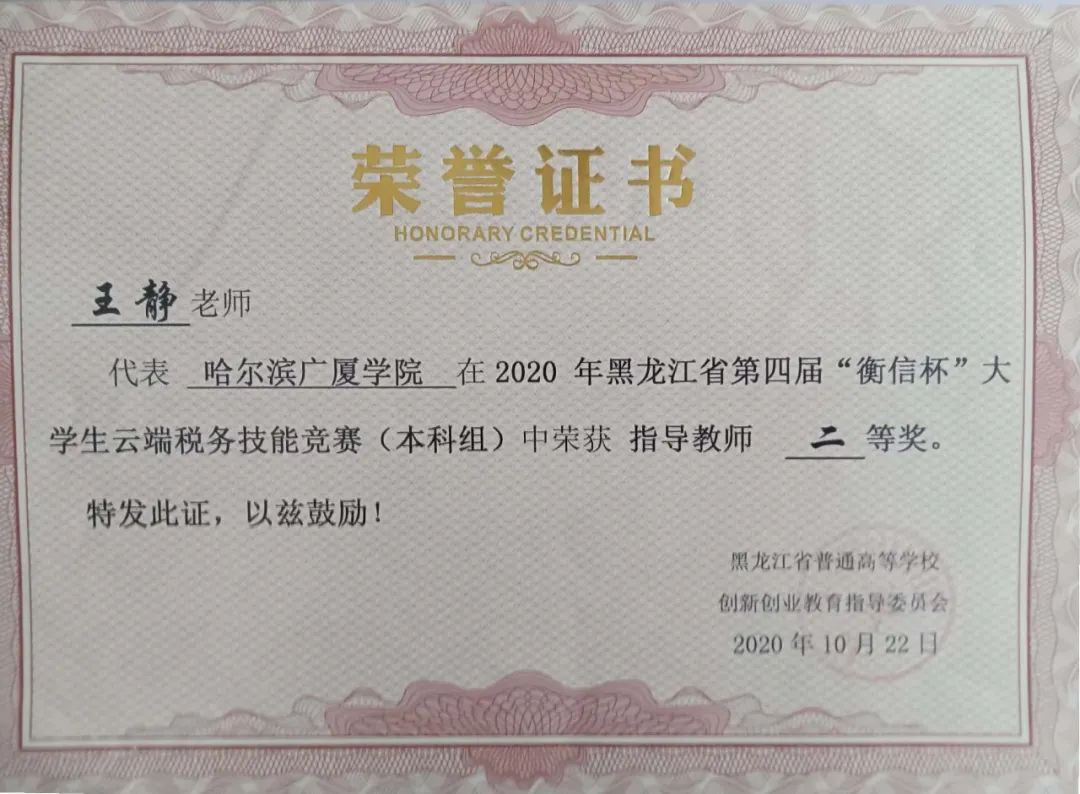 荣誉证书
HONORARY CREDENTIAL
王静老师
代表 哈尔滨广厦学院 在 2020 年黑龙江省第四届“衡信杯”大
学生云端税务技能竞赛（本科组）中荣获 指导教师 二 等奖。
特发此证，以兹鼓励！
黑龙江省普通高等学校
创新创业教育指导委员会
2020 年 10 月 22 日